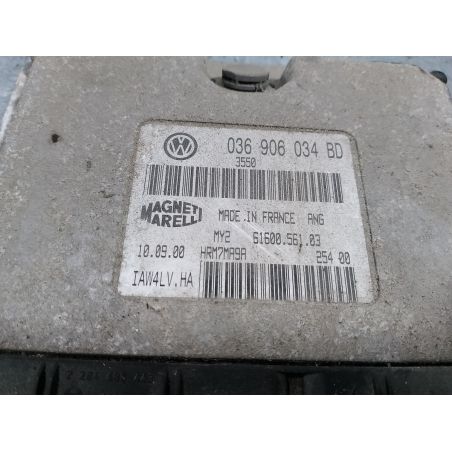 036 906 034 BD
3550
MAGNETI MARELLI
MADE IN FRANCE ANG
MY2 61600.561.03
10.09.00 HRM7MA9A 254 00
IAW4LV.HA